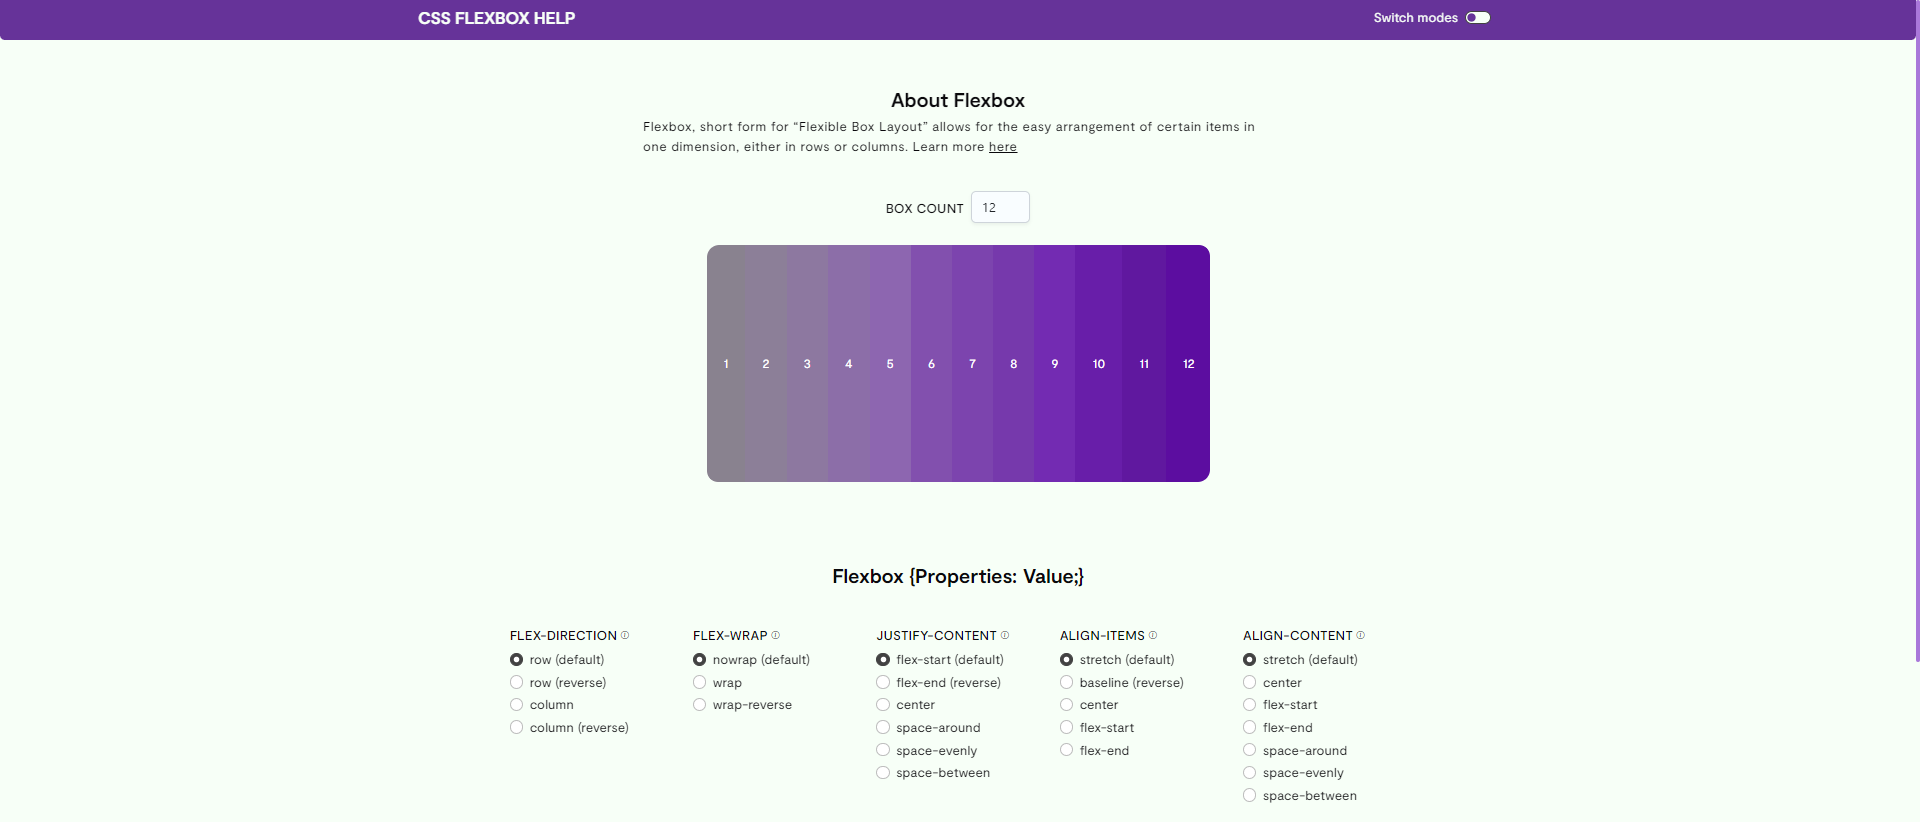 CSS FLEXBOX HELP
Switch modes
About Flexbox
Flexbox, short form for “Flexible Box Layout” allows for the easy arrangement of certain items in
one dimension, either in rows or columns. Learn more here
BOX COUNT 12
1 2 3 4 5 6 7 8 9 10 11 12
Flexbox {Properties: Value;}
FLEX-DIRECTION
row (default)
row (reverse)
column
column (reverse)
FLEX-WRAP
nowrap (default)
wrap
wrap-reverse
JUSTIFY-CONTENT
flex-start (default)
flex-end (reverse)
center
space-around
space-evenly
space-between
ALIGN-ITEMS
stretch (default)
baseline (reverse)
center
flex-start
flex-end
ALIGN-CONTENT
stretch (default)
center
flex-start
flex-end
space-around
space-evenly
space-between